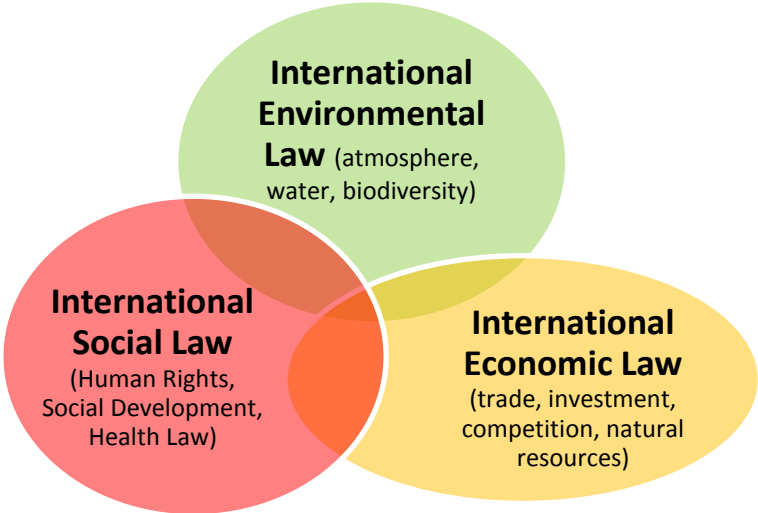 International
Environmental
Law (atmosphere,
water, biodiversity)
International
Social Law
(Human Rights,
Social Development,
Health Law)
International
Economic Law
(trade, investment,
competition, natural
resources)